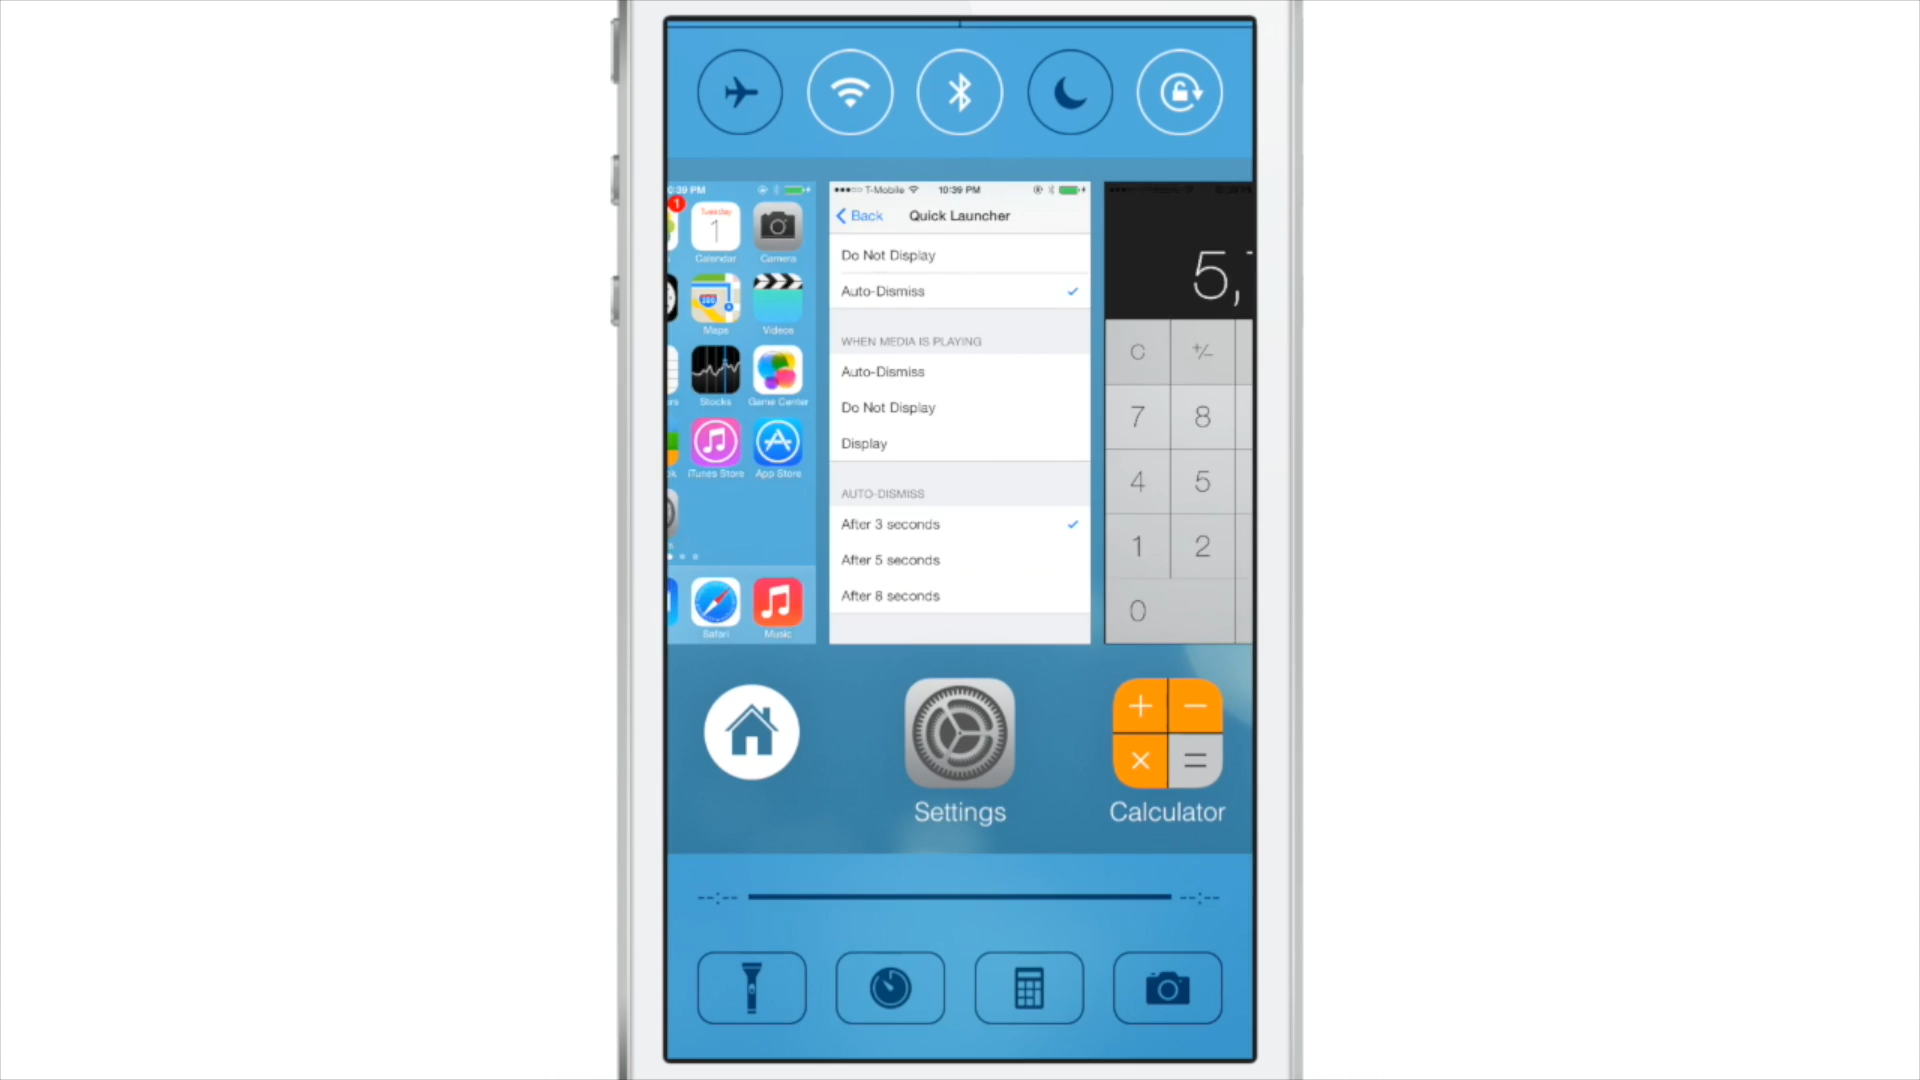 0:39 PM
1
Tuesday
1
Calendar
Camera
280
Maps
Videos
Stocks
Game Center
iTunes Store
App Store
Safari
Music
T-Mobile 10:39 PM
Back Quick Launcher
Do Not Display
Auto-Dismiss
WHEN MEDIA IS PLAYING
Auto-Dismiss
Do Not Display
Display
AUTO-DISMISS
After 3 seconds
After 5 seconds
After 8 seconds
5,
C +/-
7 8
4 5
1 2
0
Settings
+ −
× =
Calculator
--:--
--:--